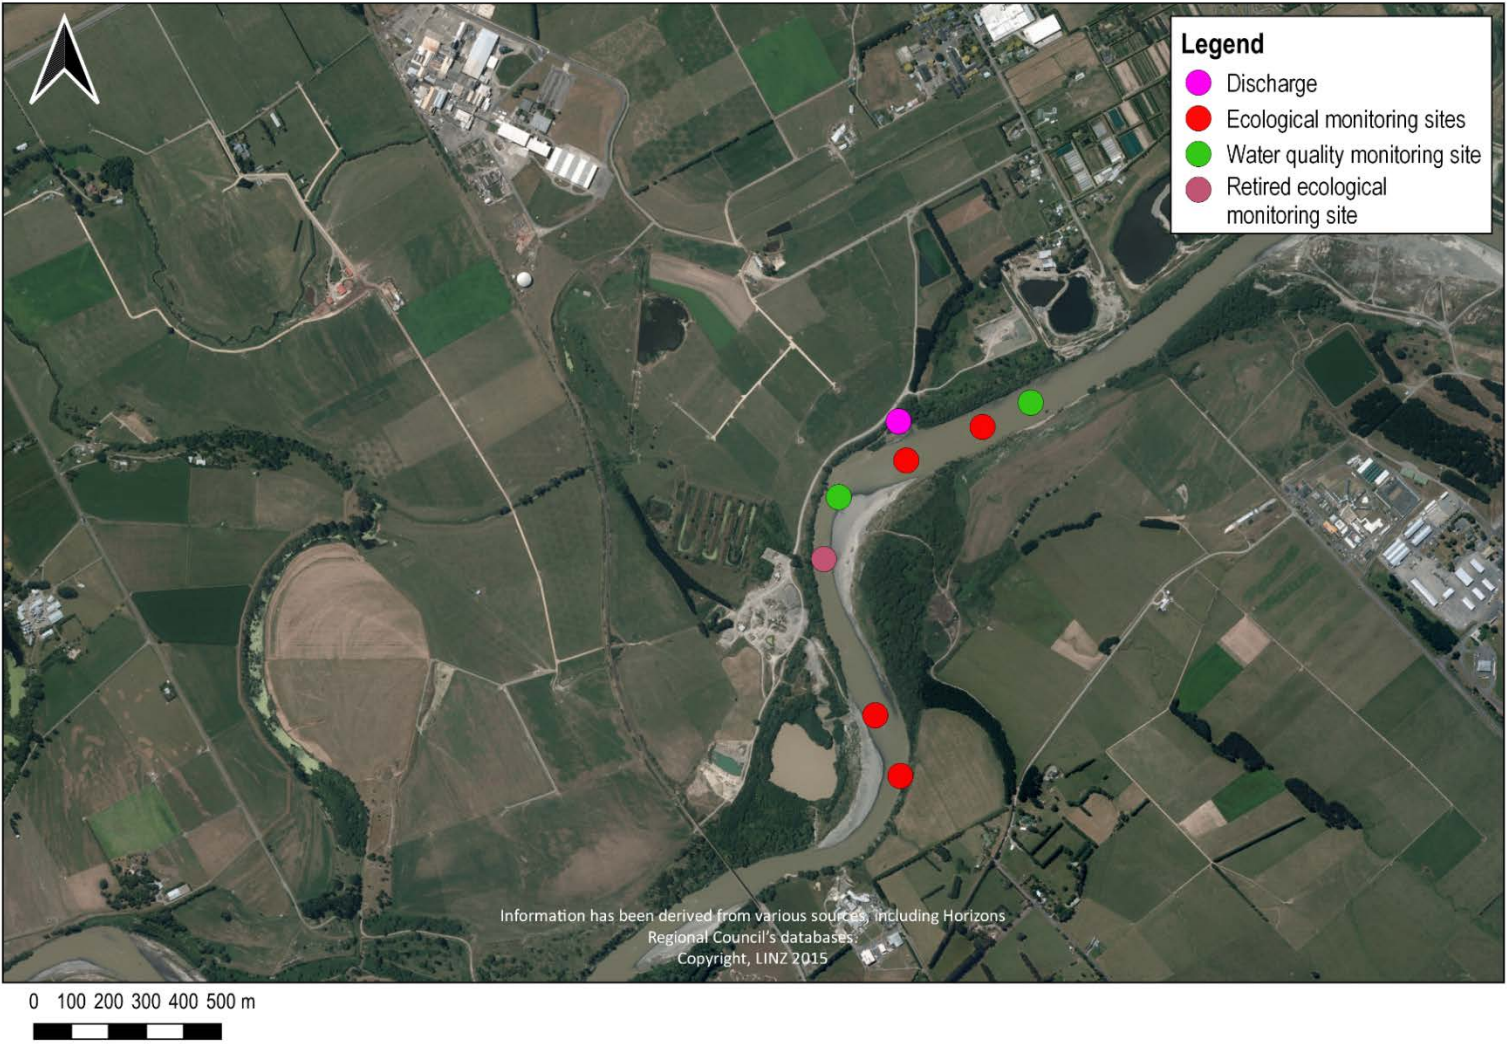 Legend
Discharge
Ecological monitoring sites
Water quality monitoring site
Retired ecological
monitoring site
Information has been derived from various sources, including Horizons
Regional Council's databases.
Copyright, LINZ 2015
0 100 200 300 400 500 m